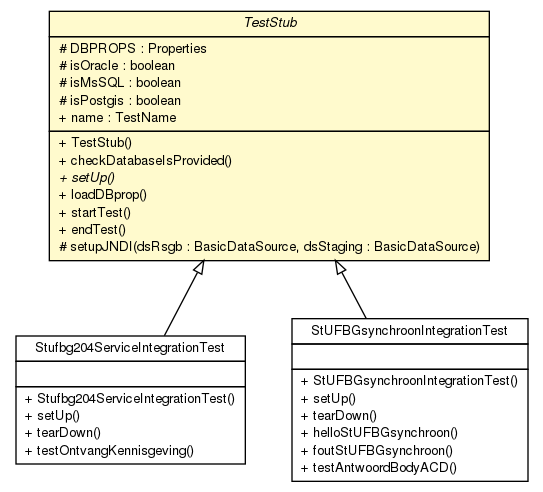 TestStub
# DBPROPS : Properties
# isOracle : boolean
# isMsSQL : boolean
# isPostgis : boolean
+ name : TestName
+ TestStub()
+ checkDatabaseIsProvided()
+ setUp()
+ loadDBprop()
+ startTest()
+ endTest()
# setupJNDI(dsRsgb : BasicDataSource, dsStaging : BasicDataSource)
Stufbg204ServiceIntegrationTest
+ Stufbg204ServiceIntegrationTest()
+ setUp()
+ tearDown()
+ testOntvangKennisgeving()
StUFBGsynchroonIntegrationTest
+ StUFBGsynchroonIntegrationTest()
+ setUp()
+ tearDown()
+ helloStUFBGsynchroon()
+ foutStUFBGsynchroon()
+ testAntwoordBodyACD()